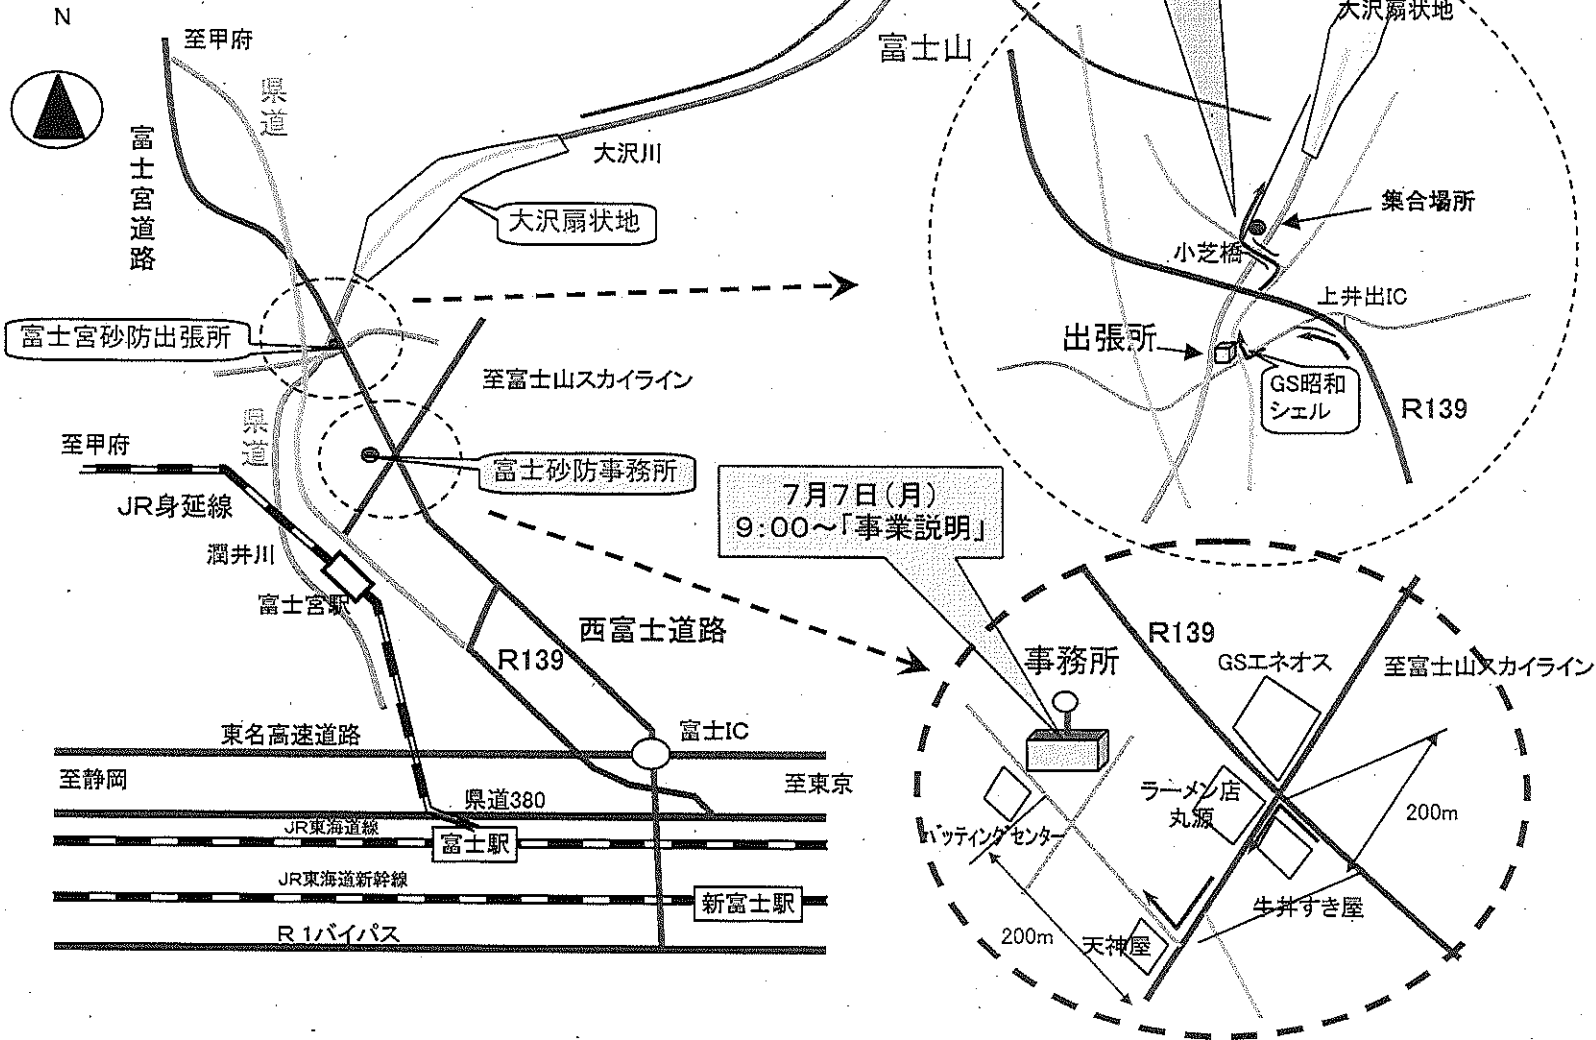 N
至甲府
県道
富士宮道路
大沢川
大沢扇状地
富士宮砂防出張所
至富士山スカイライン
県道
至甲府
JR身延線
富士砂防事務所
潤井川
富士宮駅
西富士道路
R139
東名高速道路
富士IC
至静岡
至東京
県道380
JR東海道線
富士駅
JR東海道新幹線
新富士駅
R1バイパス
富士山
大沢扇状地
集合場所
小芝橋
上井出IC
出張所
GS昭和
シェル
R139
7月7日(月)
9:00~「事業説明」
R139
事務所
GSエネオス
至富士山スカイライン
ラーメン店
丸源
200m
バッティングセンター
牛丼すき屋
200m
天神屋